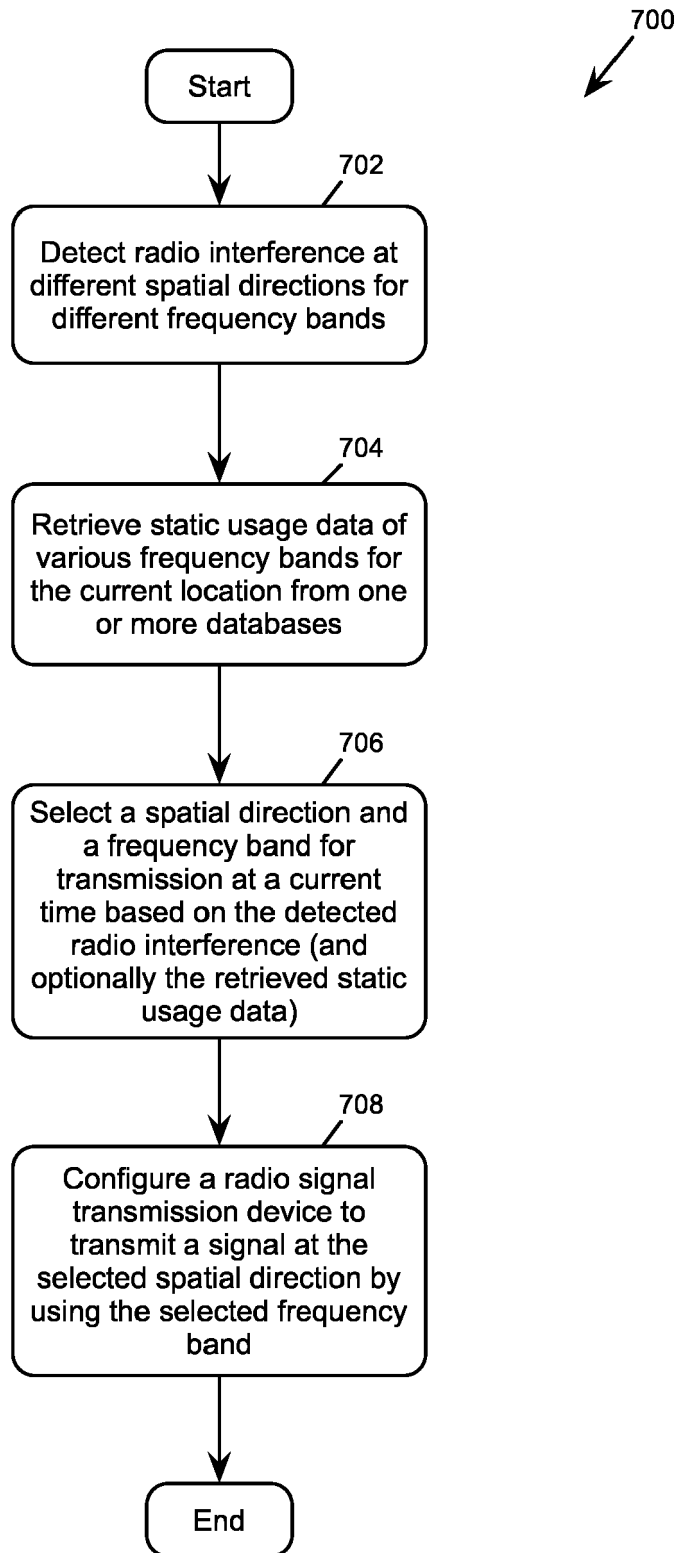 700
Start
702
Detect radio interference at
different spatial directions for
different frequency bands
704
Retrieve static usage data of
various frequency bands for
the current location from one
or more databases
706
Select a spatial direction and
a frequency band for
transmission at a current
time based on the detected
radio interference (and
optionally the retrieved static
usage data)
708
Configure a radio signal
transmission device to
transmit a signal at the
selected spatial direction by
using the selected frequency
band
End